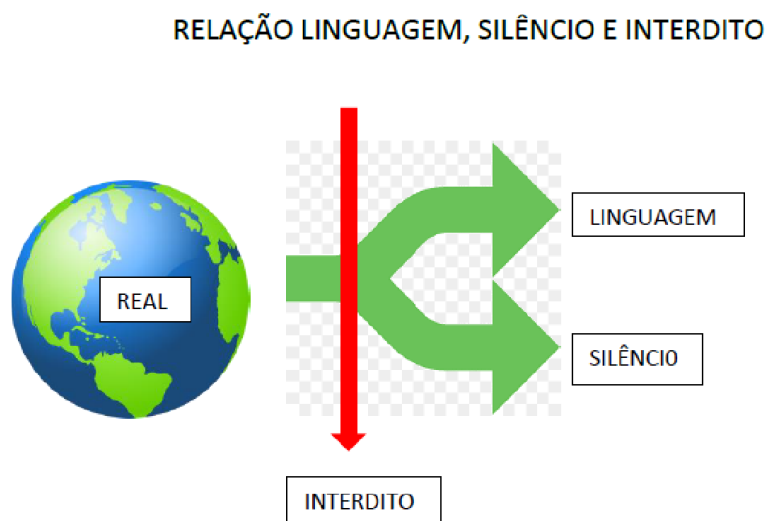 RELAÇÃO LINGUAGEM, SILÊNCIO E INTERDITO
LINGUAGEM
REAL
SILÊNCI0
INTERDITO